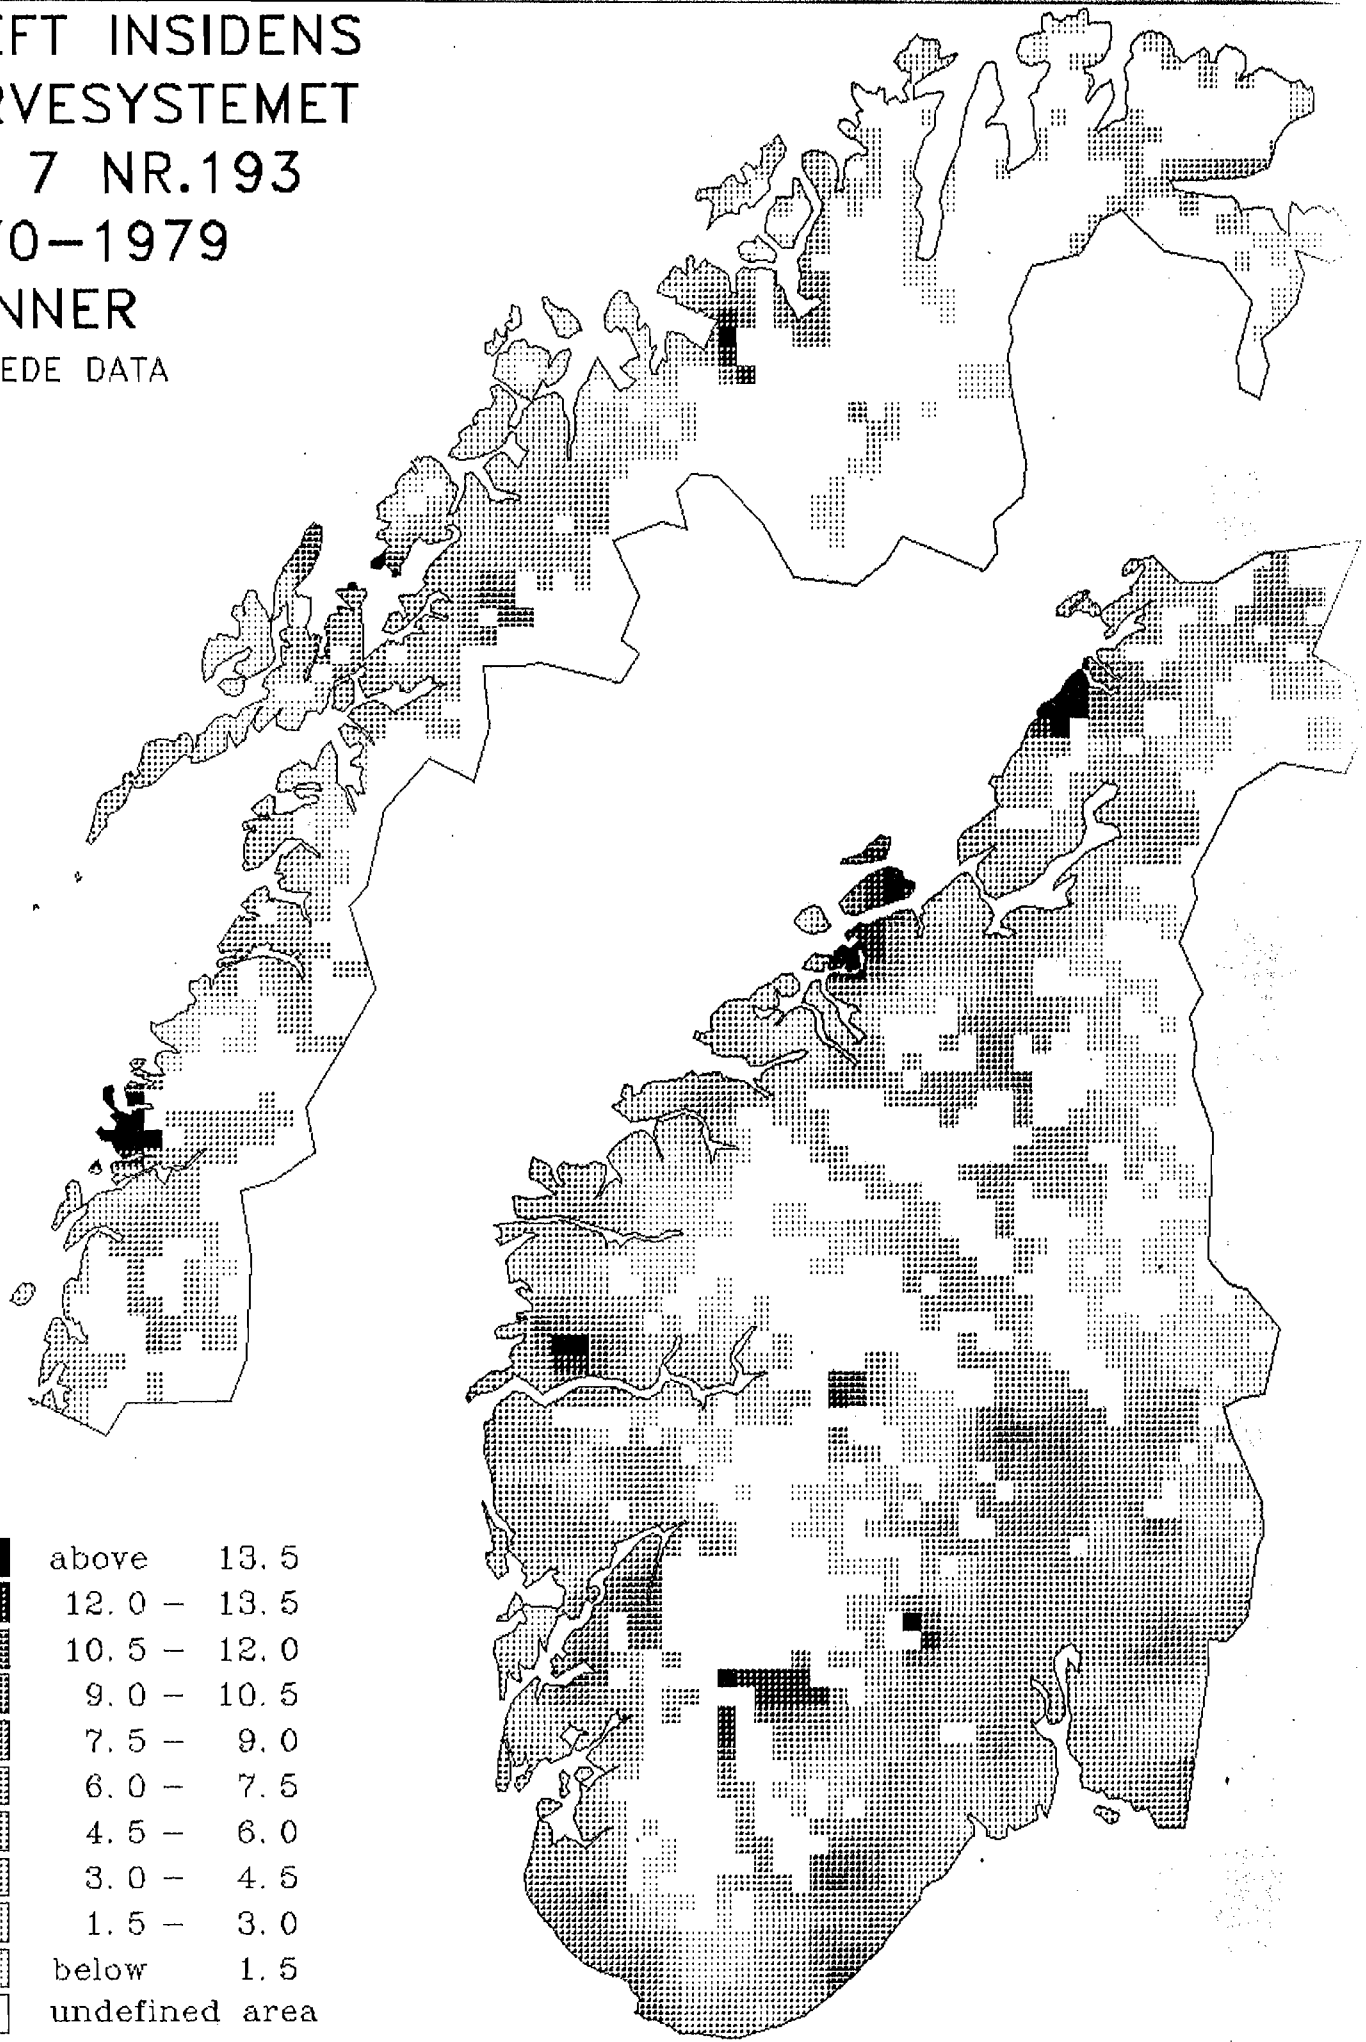 EFT INSIDENS
RVESYSTEMET
7 NR.193
70-1979
NNER
EDE DATA
above 13.5
12.0 - 13.5
10.5 - 12.0
9.0 - 10.5
7.5 - 9.0
6.0 - 7.5
4.5 - 6.0
3.0 - 4.5
1.5 - 3.0
below 1.5
undefined area